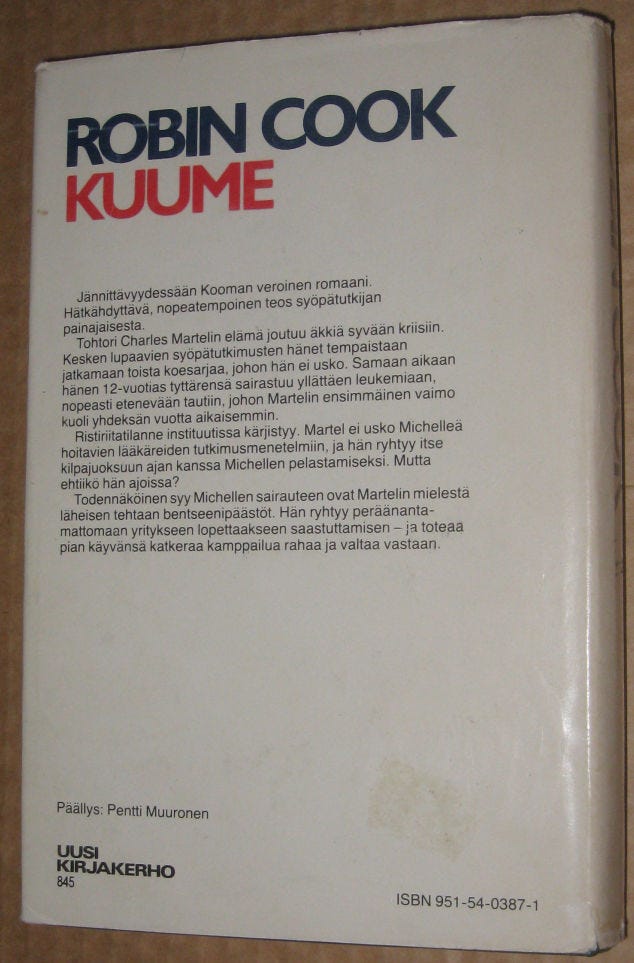 ROBIN COOK
KUUME
Jännittävyydessään Kooman veroinen romaani.
Hätkähdyttävä, nopeatempoinen teos syöpätutkijan
painajaisesta.
Tohtori Charles Martelin elämä joutuu äkkiä syvään kriisiin.
Kesken lupaavien syöpätutkimusten hänet tempaistaan
jatkamaan toista koesarjaa, johon hän ei usko. Samaan aikaan
hänen 12-vuotias tyttärensä sairastuu yllättäen leukemiaan,
nopeasti etenevään tautiin, johon Martelin ensimmäinen vaimo
kuoli yhdeksän vuotta aikaisemmin.
Ristiriitatilanne instituutissa kärjistyy. Martel ei usko Michelleä
hoitavien lääkäreiden tutkimusmenetelmiin, ja hän ryhtyy itse
kilpajuoksuun ajan kanssa Michellen pelastamiseksi. Mutta
ehtiikö hän ajoissa?
Todennäköinen syy Michellen sairauteen ovat Martelin mielestä
läheisen tehtaan bentseenipäästöt. Hän ryhtyy peräänanta-
mattomaan yritykseen lopettaakseen saastuttamisen – ja toteaa
pian käyvänsä katkeraa kamppailua rahaa ja valtaa vastaan.
Päällys: Pentti Muuronen
UUSI
KIRJAKERHO
845
ISBN 951-54-0387-1